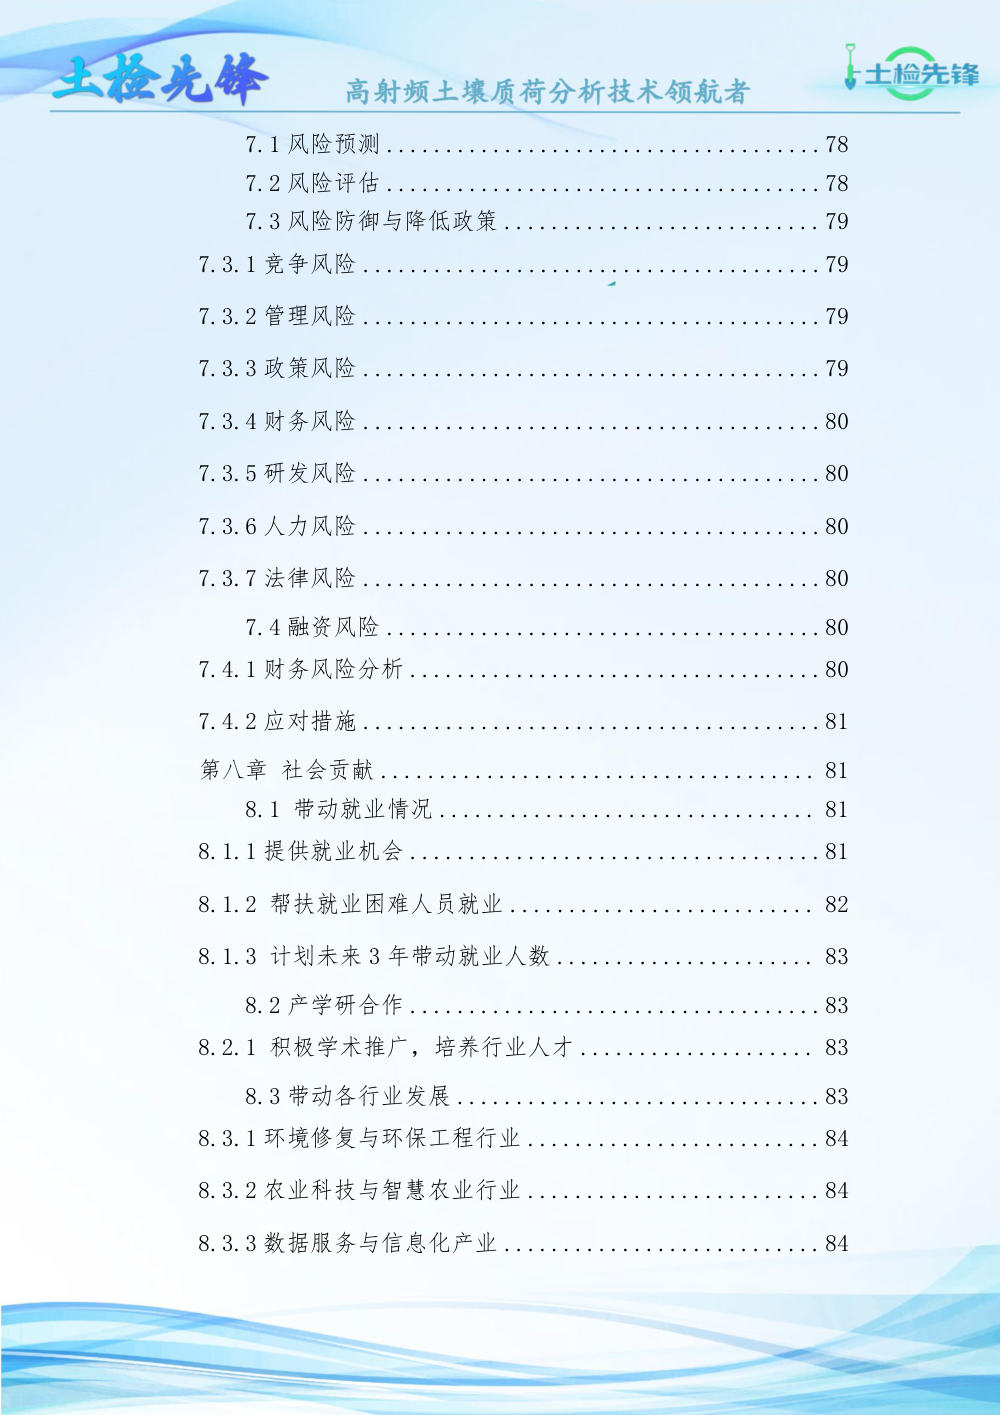 土检先锋
高射频土壤质荷分析技术领航者
土检先锋
7.1风险预测.....................................78
7.2风险评估.....................................78
7.3风险防御与降低政策...........................79
7.3.1竞争风险.......................................79
7.3.2管理风险.......................................79
7.3.3政策风险.......................................79
7.3.4财务风险.......................................80
7.3.5研发风险.......................................80
7.3.6人力风险.......................................80
7.3.7法律风险.......................................80
7.4融资风险.....................................80
7.4.1财务风险分析...................................80
7.4.2应对措施.......................................81
第八章 社会贡献..................................... 81
8.1 带动就业情况................................ 81
8.1.1提供就业机会...................................81
8.1.2 帮扶就业困难人员就业.......................... 82
8.1.3 计划未来3年带动就业人数...................... 83
8.2产学研合作...................................83
8.2.1 积极学术推广，培养行业人才.................... 83
8.3带动各行业发展...............................83
8.3.1环境修复与环保工程行业.........................84
8.3.2农业科技与智慧农业行业.........................84
8.3.3数据服务与信息化产业...........................84